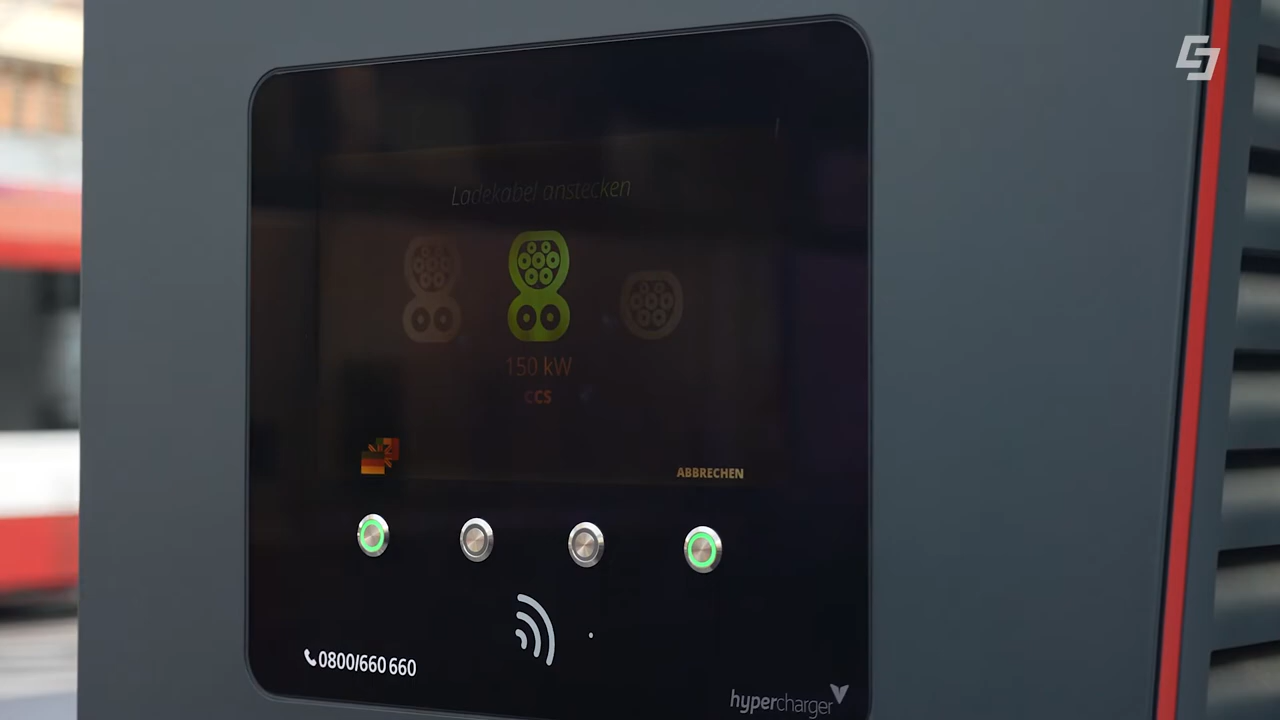 Ladekabel anstecken
150 kW
CCS
ABBRECHEN
0800/660 660
hypercharger